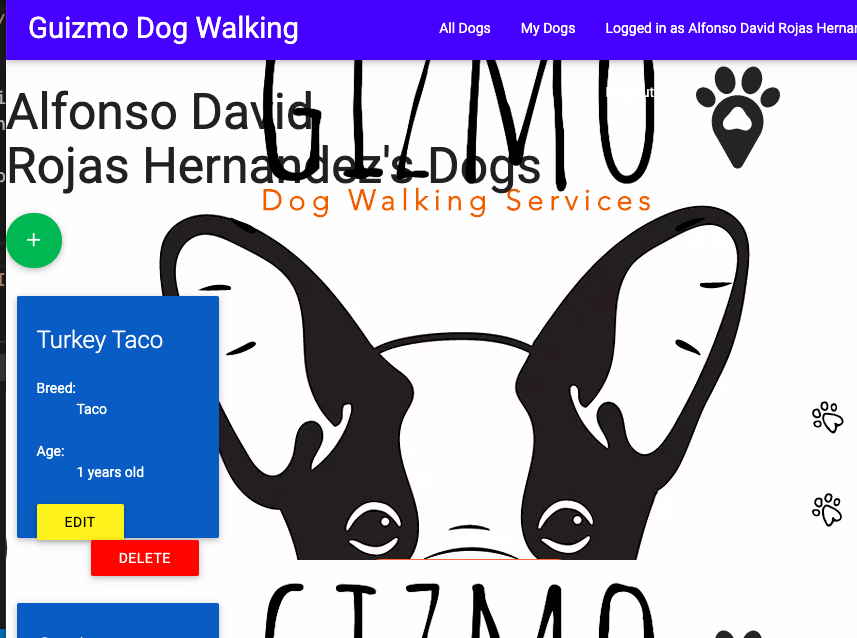 Guizmo Dog Walking
All Dogs
My Dogs
Logged in as Alfonso David Rojas
GIZMO
Alfonso David
Rojas Hernandez's Dogs
Dog Walking Services
+
Turkey Taco
Breed:
Taco
Age:
1 years old
EDIT
DELETE
GIZMO